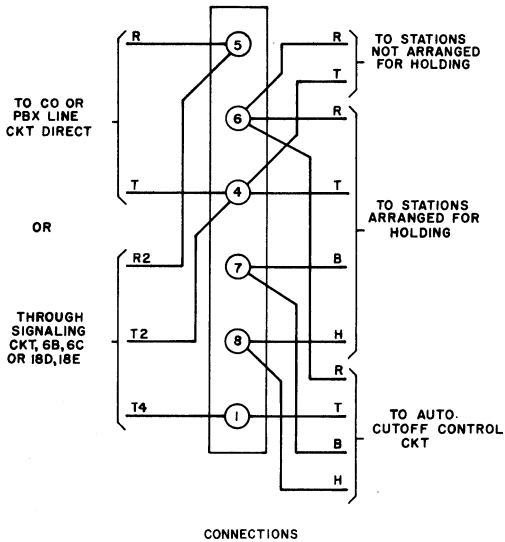 R
T
TO CO OR
PBX LINE
CKT DIRECT
OR
R2
T2
T4
THROUGH
SIGNALING
CKT, 6B, 6C
OR 18D, 18E
5
6
4
7
8
1
R
T
TO STATIONS
NOT ARRANGED
FOR HOLDING
R
T
B
H
TO STATIONS
ARRANGED FOR
HOLDING
R
T
B
H
TO AUTO-
CUTOFF CONTROL
CKT
CONNECTIONS